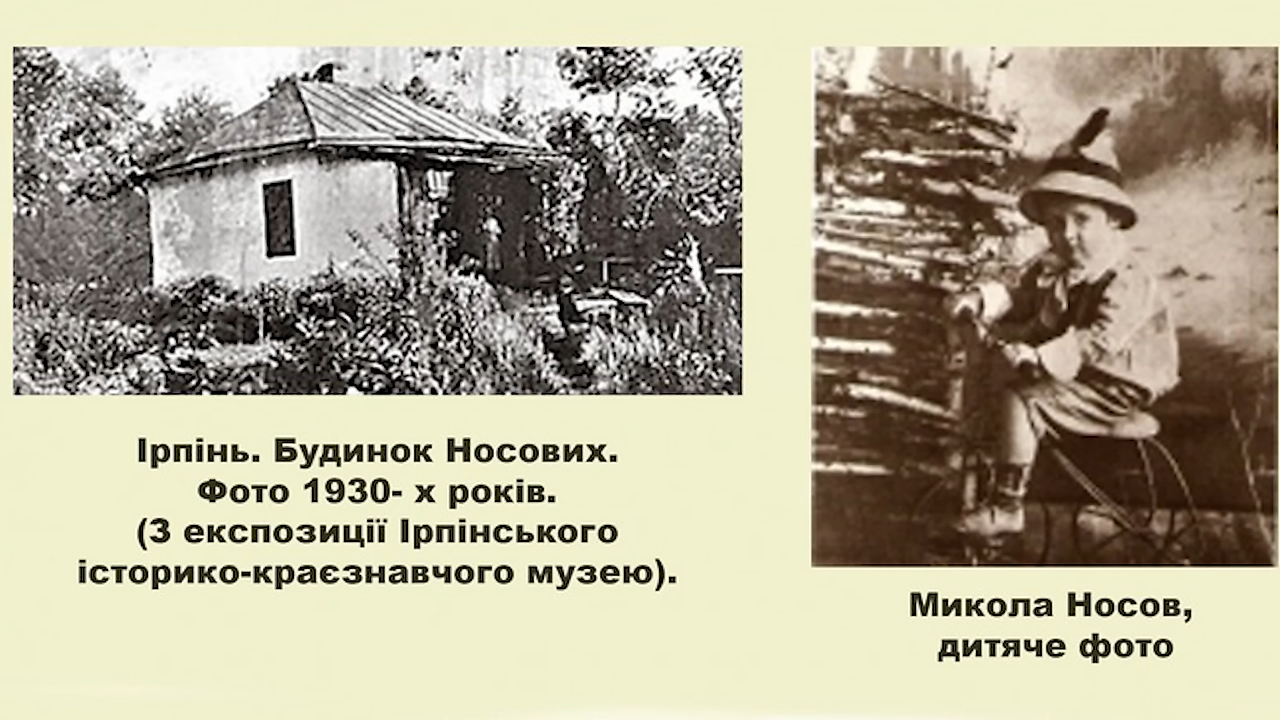 Ірпінь. Будинок Носових.
Фото 1930- х років.
(З експозиції Ірпінського
історико-краєзнавчого музею).
Микола Носов,
дитяче фото